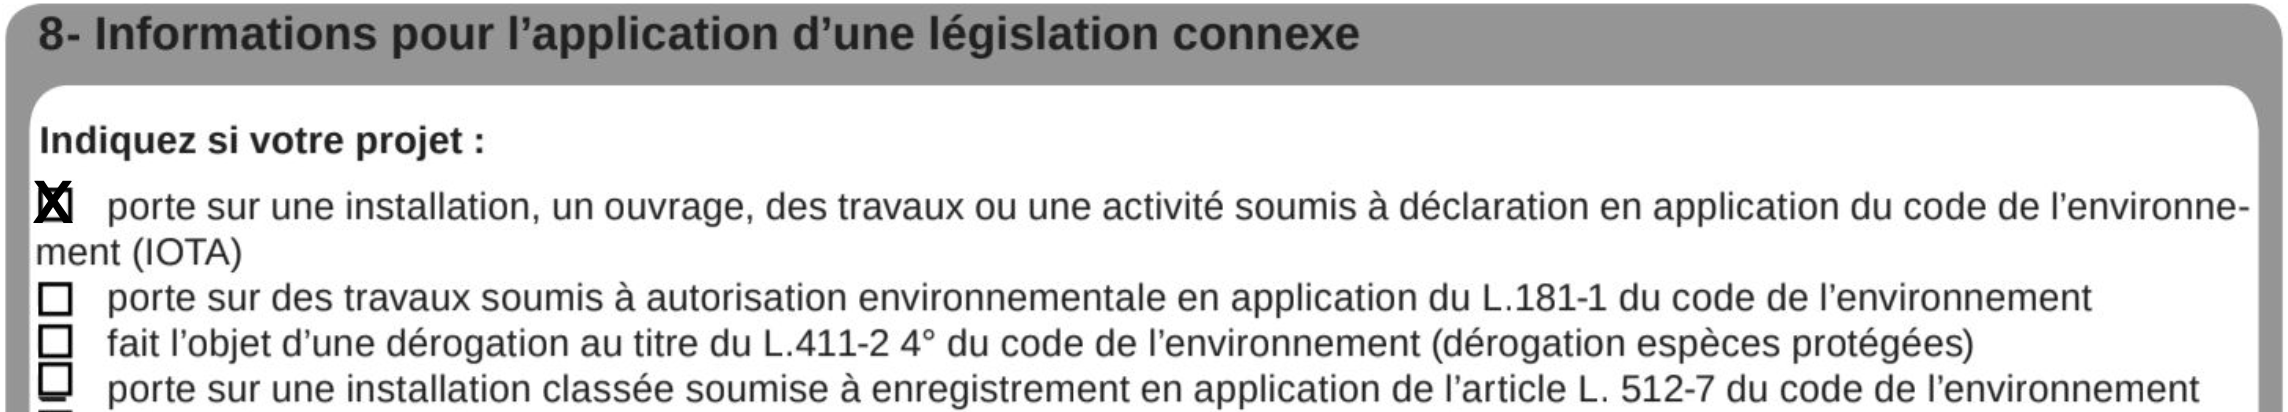 8- Informations pour l’application d’une législation connexe
Indiquez si votre projet :
X porte sur une installation, un ouvrage, des travaux ou une activité soumis à déclaration en application du code de l’environne-
ment (IOTA)
porte sur des travaux soumis à autorisation environnementale en application du L.181-1 du code de l’environnement
fait l’objet d’une dérogation au titre du L.411-2 4° du code de l’environnement (dérogation espèces protégées)
porte sur une installation classée soumise à enregistrement en application de l’article L. 512-7 du code de l’environnement